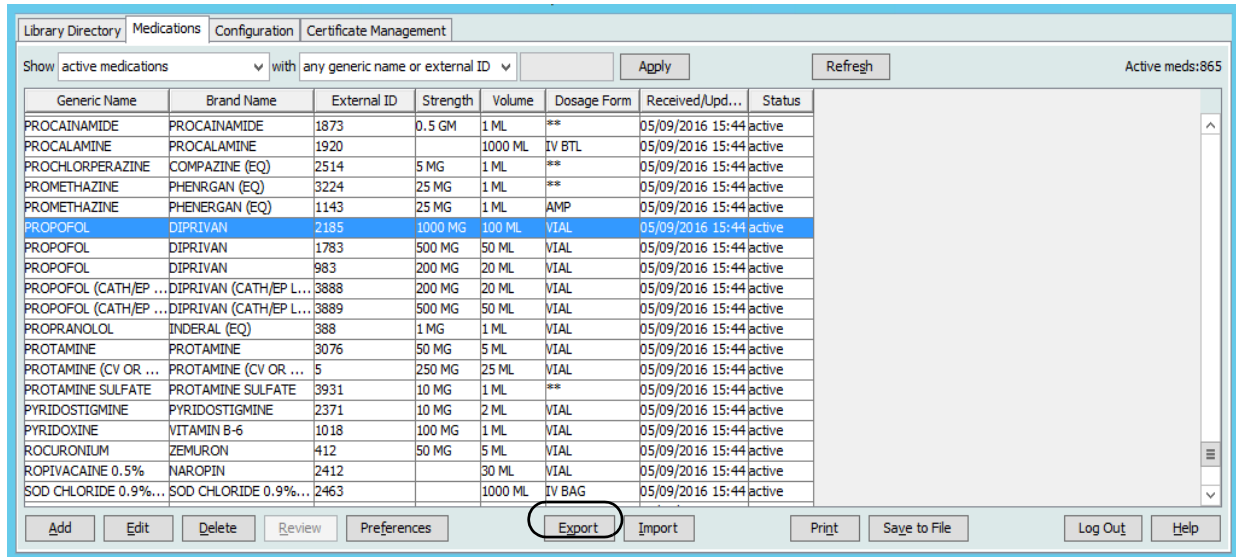 Library Directory Medications Configuration Certificate Management
Show active medications with any generic name or external ID Apply Refresh Active meds:865
Generic Name Brand Name External ID Strength Volume Dosage Form Received/Upd... Status
PROCAINAMIDE PROCAINAMIDE 1873 0.5 GM 1 ML ** 05/09/2016 15:44 active
PROCALAMINE PROCALAMINE 1920 1000 ML IV BTL 05/09/2016 15:44 active
PROCHLORPERAZINE COMPAZINE (EQ) 2514 5 MG 1 ML ** 05/09/2016 15:44 active
PROMETHAZINE PHENRGAN (EQ) 3224 25 MG 1 ML ** 05/09/2016 15:44 active
PROMETHAZINE PHENERGAN (EQ) 1143 25 MG 1 ML AMP 05/09/2016 15:44 active
PROPOFOL DIPRIVAN 2185 1000 MG 100 ML VIAL 05/09/2016 15:44 active
PROPOFOL DIPRIVAN 1783 500 MG 50 ML VIAL 05/09/2016 15:44 active
PROPOFOL DIPRIVAN 983 200 MG 20 ML VIAL 05/09/2016 15:44 active
PROPOFOL (CATH/EP ... DIPRIVAN (CATH/EP L... 3888 200 MG 20 ML VIAL 05/09/2016 15:44 active
PROPOFOL (CATH/EP ... DIPRIVAN (CATH/EP L... 3889 500 MG 50 ML VIAL 05/09/2016 15:44 active
PROPRANOLOL INDERAL (EQ) 388 1 MG 1 ML VIAL 05/09/2016 15:44 active
PROTAMINE PROTAMINE 3076 50 MG 5 ML VIAL 05/09/2016 15:44 active
PROTAMINE (CV OR ... PROTAMINE (CV OR ... 5 250 MG 25 ML VIAL 05/09/2016 15:44 active
PROTAMINE SULFATE PROTAMINE SULFATE 3931 10 MG 1 ML ** 05/09/2016 15:44 active
PYRIDOSTIGMINE PYRIDOSTIGMINE 2371 10 MG 2 ML VIAL 05/09/2016 15:44 active
PYRIDOXINE VITAMIN B-6 1018 100 MG 1 ML VIAL 05/09/2016 15:44 active
ROCURONIUM ZEMURON 412 50 MG 5 ML VIAL 05/09/2016 15:44 active
ROPIVACAINE 0.5% NAROPIN 2412 30 ML VIAL 05/09/2016 15:44 active
SOD CHLORIDE 0.9%... SOD CHLORIDE 0.9%... 2463 1000 ML IV BAG 05/09/2016 15:44 active
Add Edit Delete Review Preferences Export Import Print Save to File Log Out Help